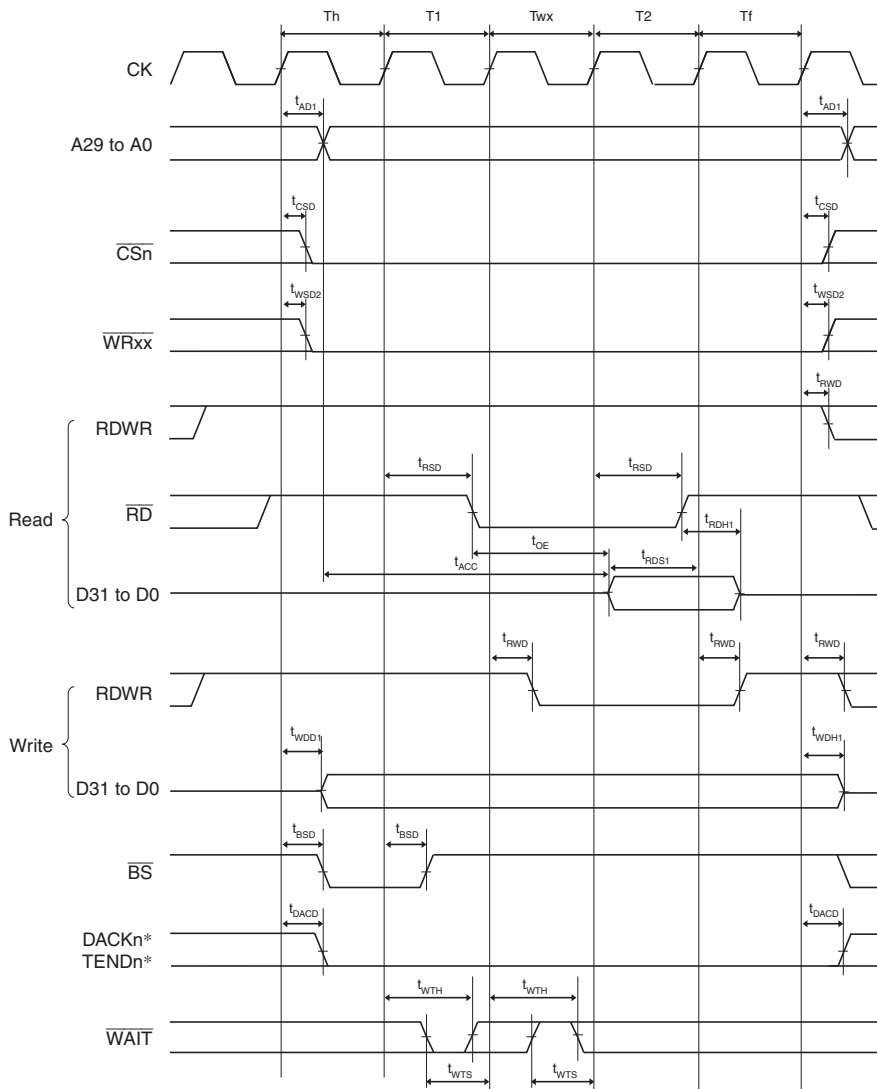 Th T1 Twx T2 Tf
CK
tAD1 tAD1
A29 to A0
tCSD tCSD
CSn
tWSD2 tWSD2
WRxx
tRWD
RDWR
tRSD tRSD
Read
RD
tRDH1
tOE
tACC tRDS1
D31 to D0
tRWD tRWD tRWD
RDWR
Write
tWDD1 tWDH1
D31 to D0
tBSD tBSD
BS
tDACD tDACD
DACKn*
TENDn*
tWTH tWTH
WAIT
tWTS tWTS